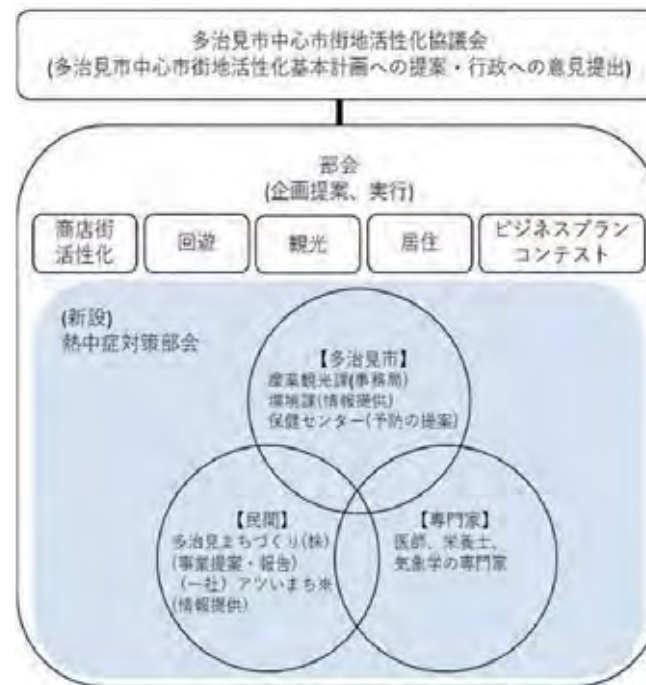 多治見市中心市街地活性化協議会
(多治見市中心市街地活性化基本計画への提案・行政への意見提出)
部会
(企画提案、実行)
商店街
活性化
回遊
観光
居住
ビジネスプラン
コンテスト
(新設)
熱中症対策部会
【多治見市】
産業観光課(事務局)
環境課(情報提供)
保健センター(予防の提案)
【民間】
多治見まちづくり(株)
(事業提案・報告)
(一社)アツいまち※
(情報提供)
【専門家】
医師、栄養士、
気象学の専門家